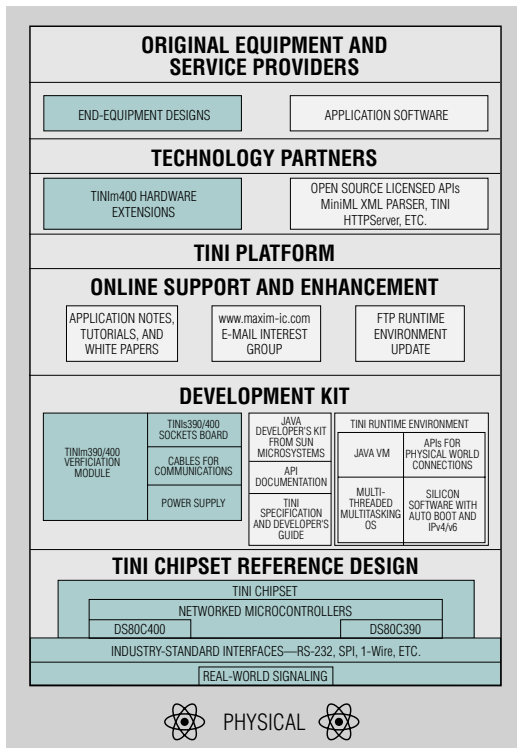 ORIGINAL EQUIPMENT AND
SERVICE PROVIDERS
END-EQUIPMENT DESIGNS
APPLICATION SOFTWARE
TECHNOLOGY PARTNERS
TINIm400 HARDWARE
EXTENSIONS
OPEN SOURCE LICENSED APIs
MiniML XML PARSER, TINI
HTTPServer, ETC.
TINI PLATFORM
ONLINE SUPPORT AND ENHANCEMENT
APPLICATION NOTES,
TUTORIALS, AND
WHITE PAPERS
www.maxim-ic.com
E-MAIL INTEREST
GROUP
FTP RUNTIME
ENVIRONMENT
UPDATE
DEVELOPMENT KIT
TINIm390/400
VERFICIATION
MODULE
TINIs390/400
SOCKETS BOARD
CABLES FOR
COMMUNICATIONS
POWER SUPPLY
JAVA
DEVELOPER'S KIT
FROM SUN
MICROSYSTEMS
API
DOCUMENTATION
TINI
SPECIFICATION
AND DEVELOPER'S
GUIDE
TINI RUNTIME ENVIRONMENT
JAVA VM
APIs FOR
PHYSICAL WORLD
CONNECTIONS
MULTI-
THREADED
MULTITASKING
OS
SILICON
SOFTWARE WITH
AUTO BOOT AND
IPv4/v6
TINI CHIPSET REFERENCE DESIGN
TINI CHIPSET
NETWORKED MICROCONTROLLERS
DS80C400
DS80C390
INDUSTRY-STANDARD INTERFACES—RS-232, SPI, 1-Wire, ETC.
REAL-WORLD SIGNALING
PHYSICAL